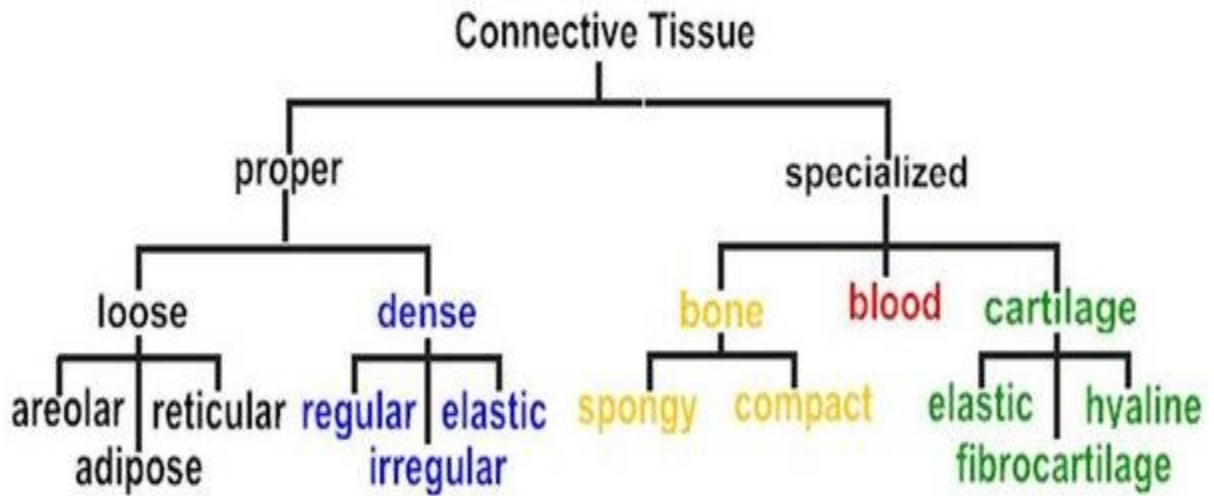 Connective Tissue
proper specialized
loose dense bone blood cartilage
areolar reticular regular elastic spongy compact elastic hyaline
adipose irregular fibrocartilage